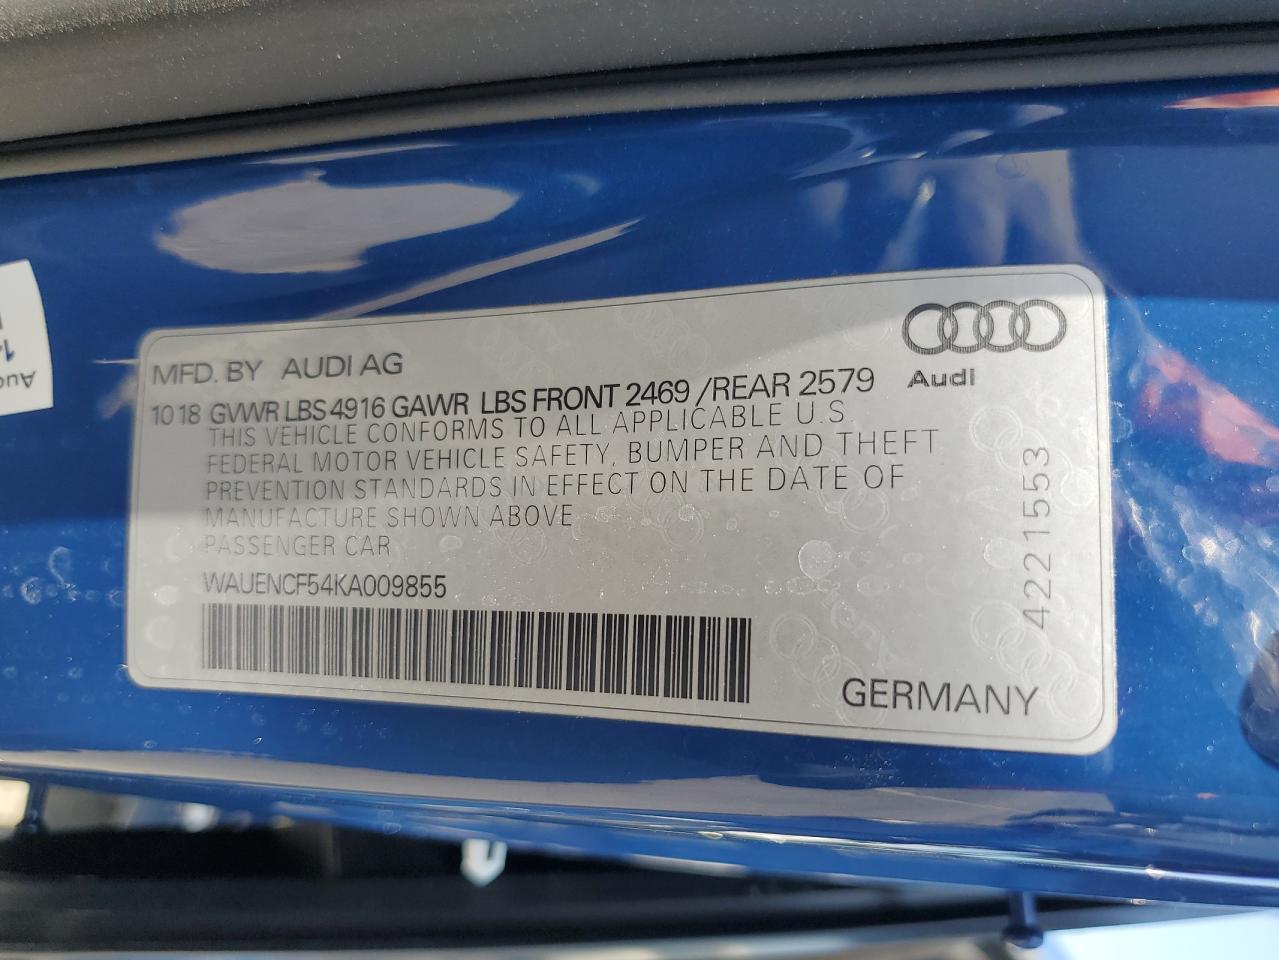 Audi
MFD. BY AUDI AG
10 18 GVWR LBS 4916 GAWR LBS FRONT 2469 /REAR 2579
THIS VEHICLE CONFORMS TO ALL APPLICABLE U.S
FEDERAL MOTOR VEHICLE SAFETY, BUMPER AND THEFT
PREVENTION STANDARDS IN EFFECT ON THE DATE OF
MANUFACTURE SHOWN ABOVE
PASSENGER CAR
WAUENCF54KA009855
4221553
GERMANY